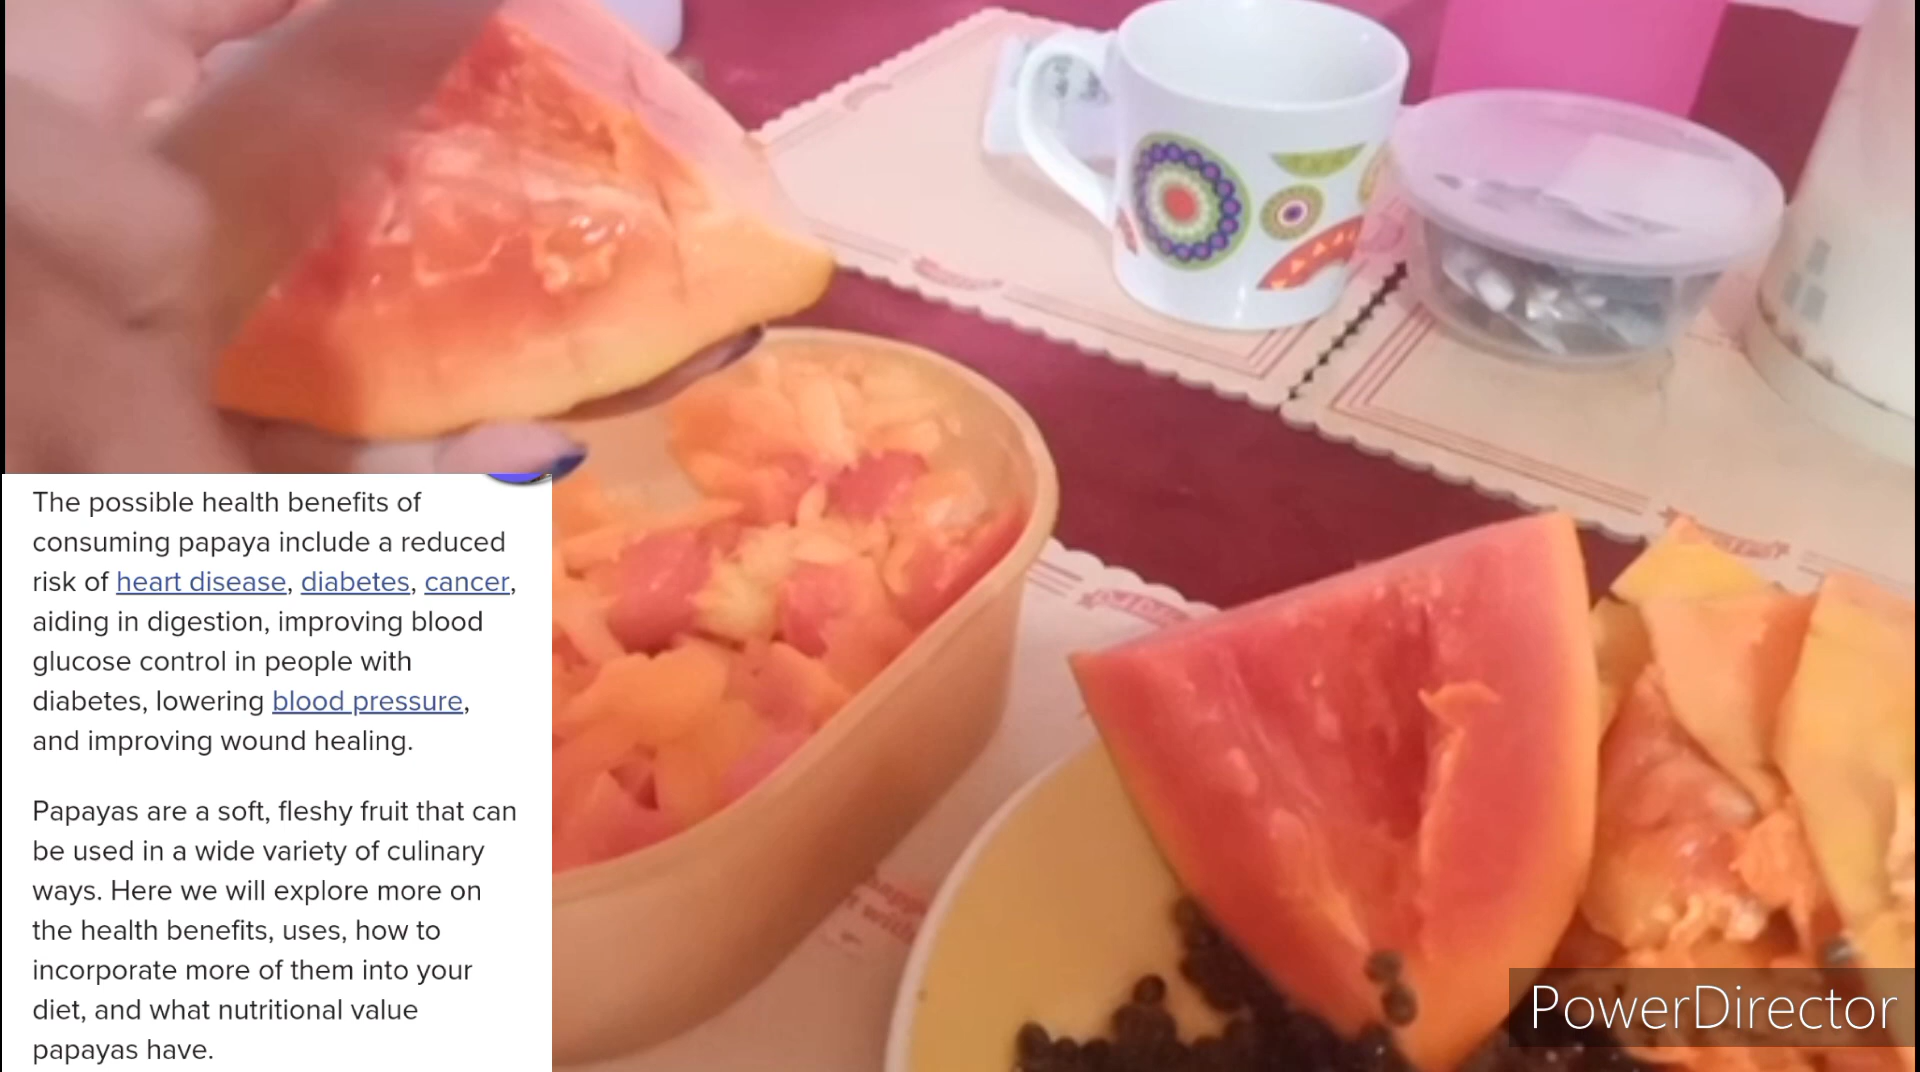 The possible health benefits of
consuming papaya include a reduced
risk of heart disease, diabetes, cancer,
aiding in digestion, improving blood
glucose control in people with
diabetes, lowering blood pressure,
and improving wound healing.
Papayas are a soft, fleshy fruit that can
be used in a wide variety of culinary
ways. Here we will explore more on
the health benefits, uses, how to
incorporate more of them into your
diet, and what nutritional value
papayas have.
PowerDirector